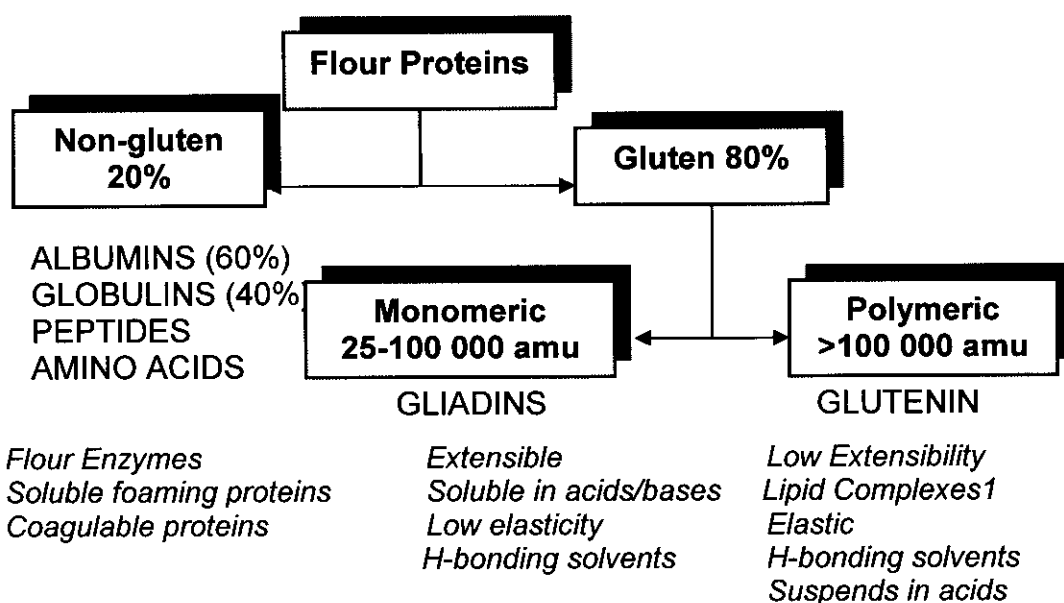 Flour Proteins
Non-gluten
20%
Gluten 80%
ALBUMINS (60%)
GLOBULINS (40%
PEPTIDES
AMINO ACIDS
Monomeric
25-100 000 amu
Polymeric
>100 000 amu
GLIADINS
GLUTENIN
Flour Enzymes
Soluble foaming proteins
Coagulable proteins
Extensible
Soluble in acids/bases
Low elasticity
H-bonding solvents
Low Extensibility
Lipid Complexes1
Elastic
H-bonding solvents
Suspends in acids